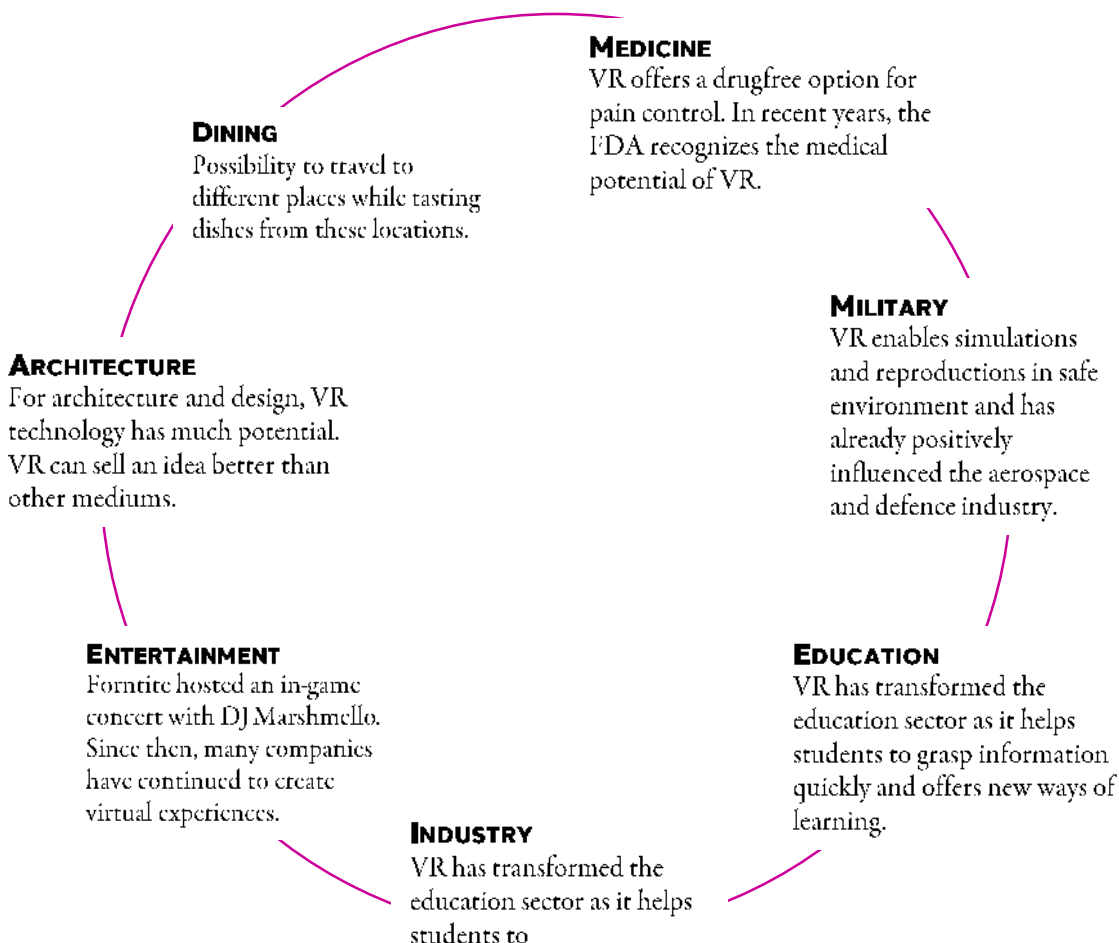 MEDICINE
VR offers a drugfree option for
pain control. In recent years, the
FDA recognizes the medical
potential of VR.
DINING
Possibility to travel to
different places while tasting
dishes from these locations.
MILITARY
VR enables simulations
and reproductions in safe
environment and has
already positively
influenced the aerospace
and defence industry.
ARCHITECTURE
For architecture and design, VR
technology has much potential.
VR can sell an idea better than
other mediums.
ENTERTAINMENT
Forntite hosted an in-game
concert with DJ Marshmello.
Since then, many companies
have continued to create
virtual experiences.
EDUCATION
VR has transformed the
education sector as it helps
students to grasp information
quickly and offers new ways of
learning.
INDUSTRY
VR has transformed the
education sector as it helps
students to